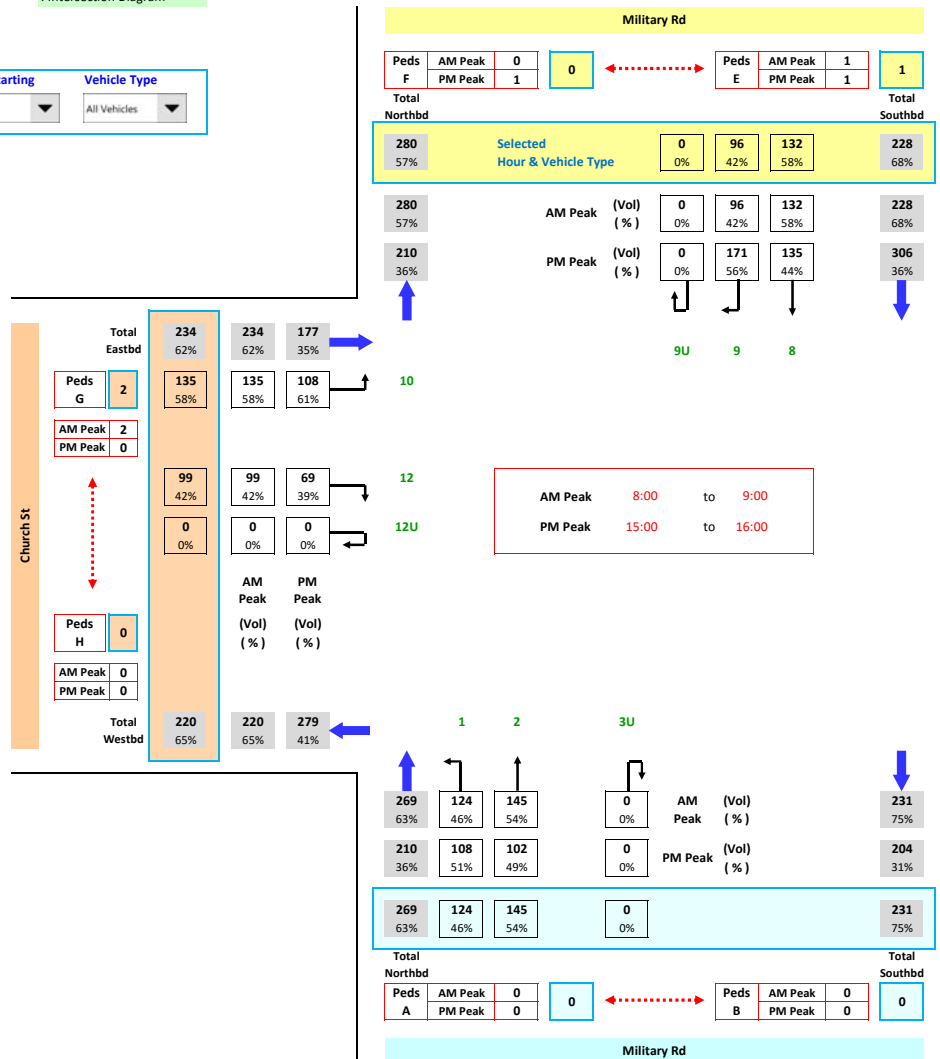 Intersection Diagram
Military Rd
arting Vehicle Type
All Vehicles
Peds AM Peak 0 0 Peds AM Peak 1 1
F PM Peak 1 E PM Peak 1
Total Total
Northbd Southbd
280 Selected 0 96 132 228
57% Hour & Vehicle Type 0% 42% 58% 68%
280 AM Peak (Vol) 0 96 132 228
57% ( % ) 0% 42% 58% 68%
210 PM Peak (Vol) 0 171 135 306
36% ( % ) 0% 56% 44% 36%
Total 234 234 177
Eastbd 62% 62% 35%
9U 9 8
Peds 2 135 135 108 10
G 58% 58% 61%
AM Peak 2
PM Peak 0
99 99 69 12
42% 42% 39%
AM Peak 8:00 to 9:00
PM Peak 15:00 to 16:00
0 0 0 12U
0% 0% 0%
Church St
AM PM
Peak Peak
(Vol) (Vol)
( % ) ( % )
Peds 0
H
AM Peak 0
PM Peak 0
Total 220 220 279
Westbd 65% 65% 41%
1 2 3U
269 124 145 0 AM (Vol) 231
63% 46% 54% 0% Peak ( % ) 75%
210 108 102 0 PM Peak (Vol) 204
36% 51% 49% 0% ( % ) 31%
269 124 145 0 231
63% 46% 54% 0% 75%
Total Total
Northbd Southbd
Peds AM Peak 0 0 Peds AM Peak 0 0
A PM Peak 0 B PM Peak 0
Military Rd